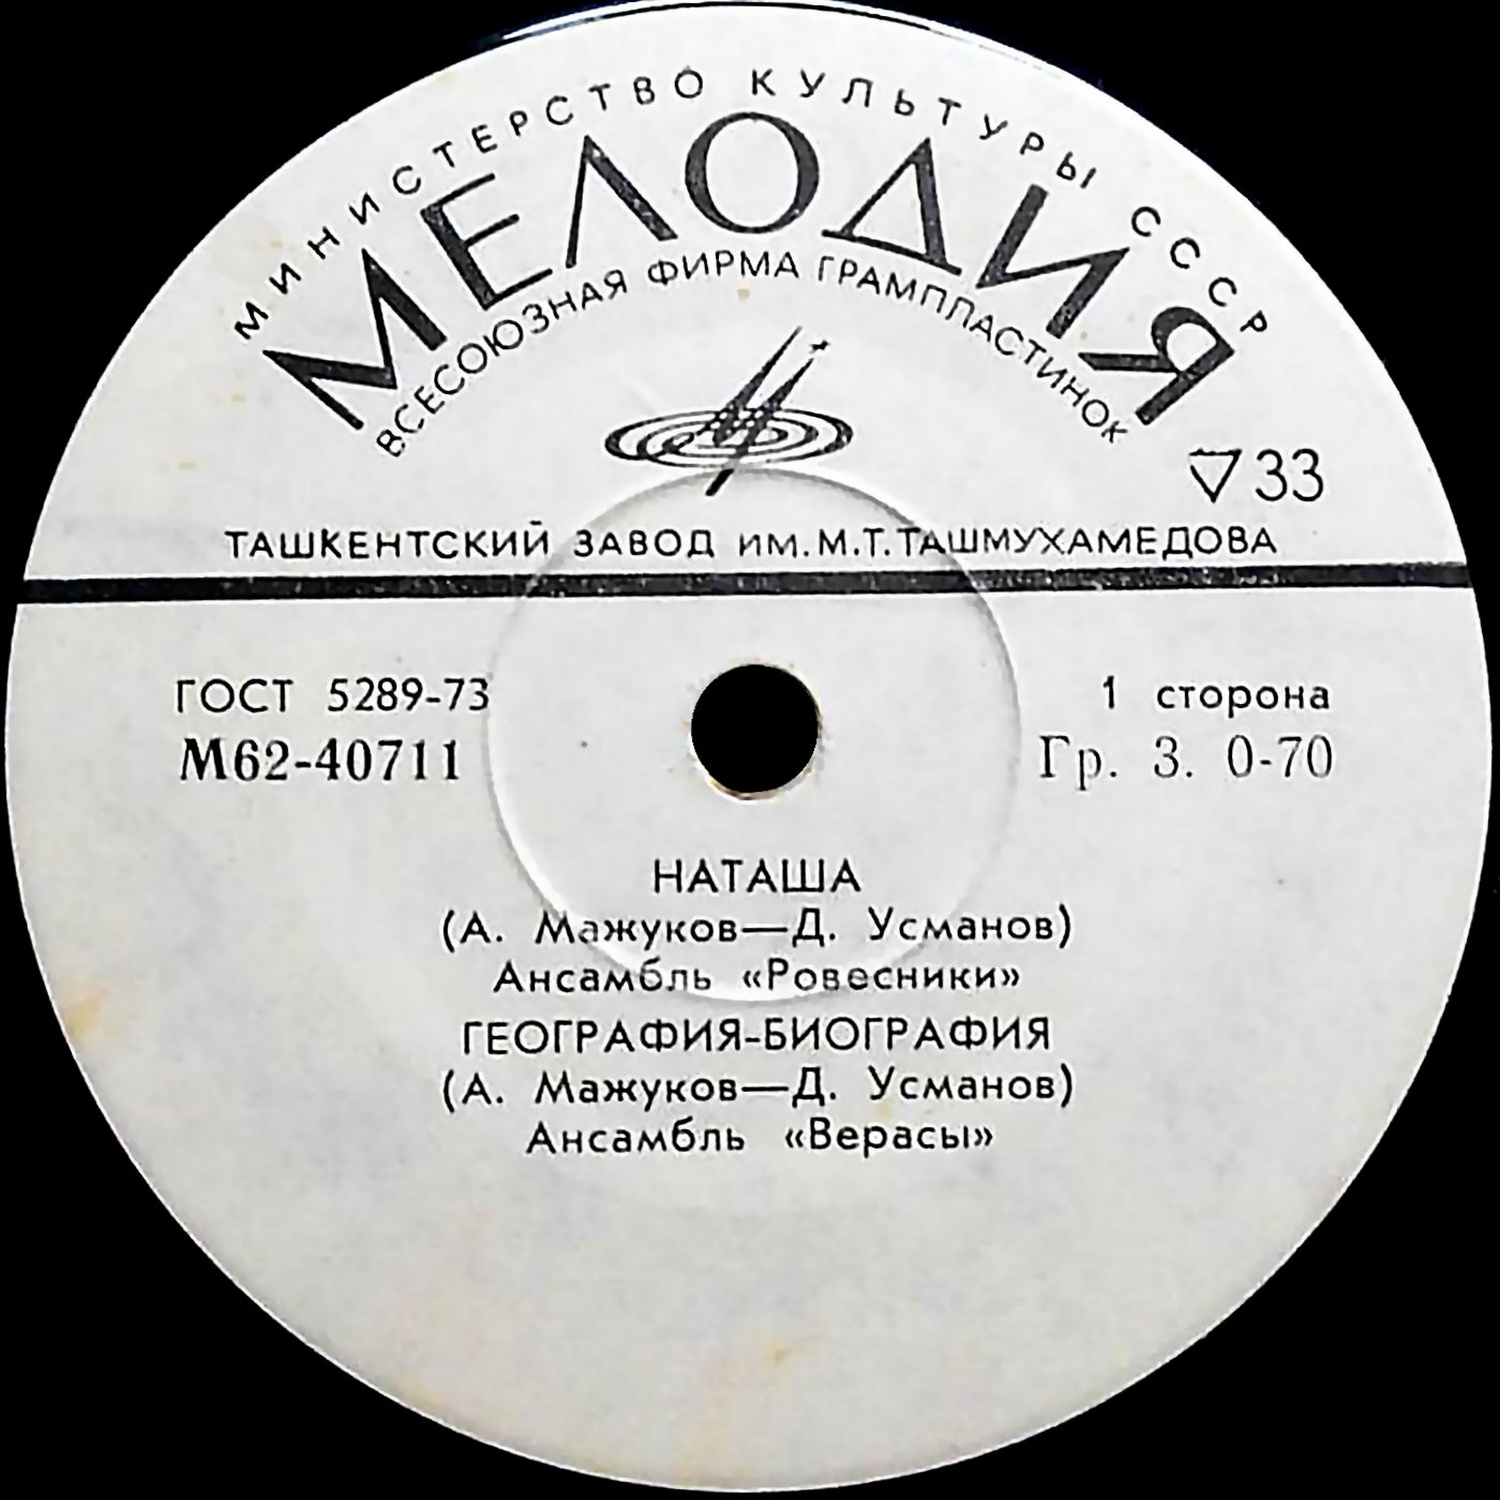 МИНИСТЕРСТВО КУЛЬТУРЫ СССР
МЕЛОДИЯ
ВСЕСОЮЗНАЯ ФИРМА ГРАМПЛАСТИНОК
33
ТАШКЕНТСКИЙ ЗАВОД ИМ. М. Т. ТАШМУХАМЕДОВА
ГОСТ 5289-73
1 сторона
М62-40711
Гр. 3. 0-70
НАТАША
(А. Мажуков—Д. Усманов)
Ансамбль «Ровесники»
ГЕОГРАФИЯ-БИОГРАФИЯ
(А. Мажуков—Д. Усманов)
Ансамбль «Верасы»